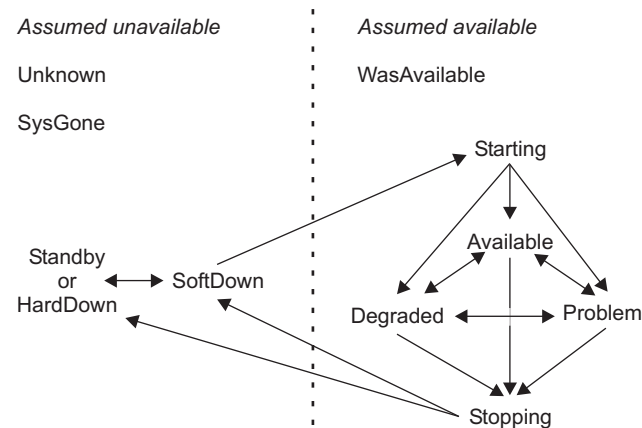 Assumed unavailable
Assumed available
Unknown
WasAvailable
SysGone
Starting
Available
Standby
or
HardDown
SoftDown
Degraded
Problem
Stopping